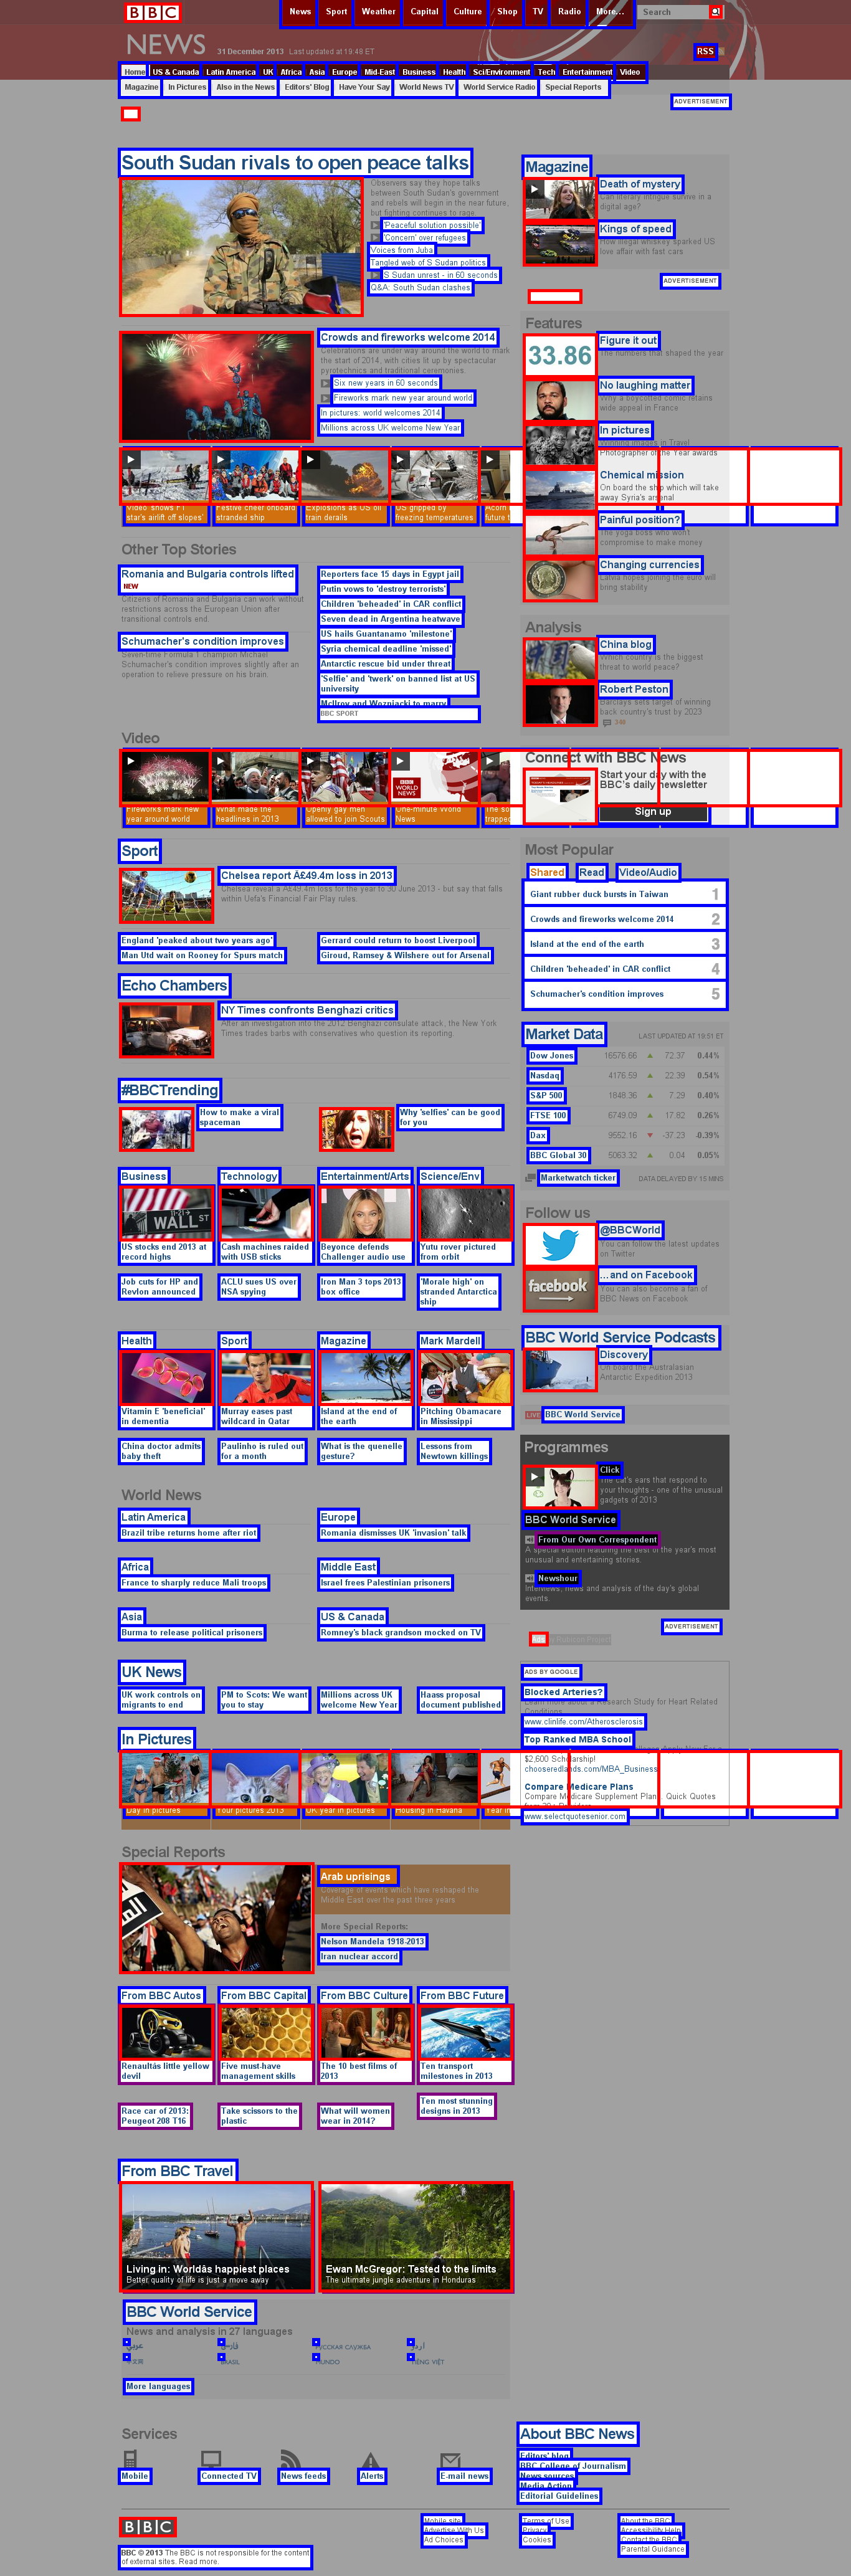 BBC
News Sport Weather Capital Culture Shop TV Radio More... Search
NEWS 31 December 2013 Last updated at 19:48 ET
RSS
Home US & Canada Latin America UK Africa Asia Europe Mid-East Business Health Sci/Environment Tech Entertainment Video
Magazine In Pictures Also in the News Editors' Blog Have Your Say World News TV World Service Radio Special Reports
ADVERTISEMENT
South Sudan rivals to open peace talks
Observers say they hope talks
between South Sudan's government
and rebels will begin in the near future,
but fighting continues to rage.
'Peaceful solution possible'
'Concern' over refugees
Voices from Juba
Tangled web of S Sudan politics
S Sudan unrest - in 60 seconds
Q&A: South Sudan clashes
Crowds and fireworks welcome 2014
Celebrations are under way around the world to mark
the start of 2014, with cities lit up by spectacular
pyrotechnics and traditional ceremonies.
Six new years in 60 seconds
Fireworks mark new year around world
In pictures: world welcomes 2014
Millions across UK welcome New Year
Video 'shows F1
star's airlift off slopes'
Festive cheer onboard
stranded ship
Explosions as US oil
train derails
US gripped by
freezing temperatures
Acorn
future
Other Top Stories
Romania and Bulgaria controls lifted
NEW
Citizens of Romania and Bulgaria can work without
restrictions across the European Union after
transitional controls end.
Schumacher's condition improves
Seven-time Formula 1 champion Michael
Schumacher's condition improves slightly after an
operation to relieve pressure on his brain.
Reporters face 15 days in Egypt jail
Putin vows to 'destroy terrorists'
Children 'beheaded' in CAR conflict
Seven dead in Argentina heatwave
US hails Guantanamo 'milestone'
Syria chemical deadline 'missed'
Antarctic rescue bid under threat
'Selfie' and 'twerk' on banned list at US
university
McIlroy and Wozniacki to marry
BBC SPORT
Video
Fireworks mark new
year around world
What made the
headlines in 2013
Openly gay men
allowed to join Scouts
One-minute World
News
The so
trapped
Sport
Chelsea report Â£49.4m loss in 2013
Chelsea reveal a Â£49.4m loss for the year to 30 June 2013 - but say that falls
within Uefa's Financial Fair Play rules.
England 'peaked about two years ago'
Man Utd wait on Rooney for Spurs match
Gerrard could return to boost Liverpool
Giroud, Ramsey & Wilshere out for Arsenal
Echo Chambers
NY Times confronts Benghazi critics
After an investigation into the 2012 Benghazi consulate attack, the New York
Times trades barbs with conservatives who question its reporting.
#BBCTrending
How to make a viral
spaceman
Why 'selfies' can be good
for you
Business Technology Entertainment/Arts Science/Env
WALL ST
US stocks end 2013 at
record highs
Cash machines raided
with USB sticks
Beyonce defends
Challenger audio use
Yutu rover pictured
from orbit
Job cuts for HP and
Revlon announced
ACLU sues US over
NSA spying
Iron Man 3 tops 2013
box office
'Morale high' on
stranded Antarctica
ship
Health Sport Magazine Mark Mardell
Vitamin E 'beneficial'
in dementia
Murray eases past
wildcard in Qatar
Island at the end of
the earth
Pitching Obamacare
in Mississippi
China doctor admits
baby theft
Paulinho is ruled out
for a month
What is the quenelle
gesture?
Lessons from
Newtown killings
World News
Latin America
Brazil tribe returns home after riot
Europe
Romania dismisses UK 'invasion' talk
Africa
France to sharply reduce Mali troops
Middle East
Israel frees Palestinian prisoners
Asia
Burma to release political prisoners
US & Canada
Romney's black grandson mocked on TV
UK News
UK work controls on
migrants to end
PM to Scots: We want
you to stay
Millions across UK
welcome New Year
Haass proposal
document published
In Pictures
Day in pictures
Your pictures 2013
UK year in pictures
Housing in Havana
Year in
Special Reports
Arab uprisings
Coverage of events which have reshaped the
Middle East over the past three years
More Special Reports:
Nelson Mandela 1918-2013
Iran nuclear accord
From BBC Autos From BBC Capital From BBC Culture From BBC Future
Renaultâs little yellow
devil
Five must-have
management skills
The 10 best films of
2013
Ten transport
milestones in 2013
Race car of 2013:
Peugeot 208 T16
Take scissors to the
plastic
What will women
wear in 2014?
Ten most stunning
designs in 2013
From BBC Travel
Living in: Worldâs happiest places
Better quality of life is just a move away
Ewan McGregor: Tested to the limits
The ultimate jungle adventure in Honduras
BBC World Service
News and analysis in 27 languages
More languages
Magazine
Death of mystery
Can literary intrigue survive in a
digital age?
Kings of speed
How illegal whiskey sparked US
love affair with fast cars
ADVERTISEMENT
Features
33.86
Figure it out
The numbers that shaped the year
No laughing matter
Why a boycotted comic retains
wide appeal in France
In pictures
Winning images in Travel
Photographer of the Year awards
Chemical mission
On board the ship which will take
away Syria's arsenal
Painful position?
The yoga boss who won't
compromise to make money
Changing currencies
Latvia hopes joining the euro will
bring stability
Analysis
China blog
Which country is the biggest
threat to world peace?
Robert Peston
Barclays sets target of winning
back country's trust by 2023
Connect with BBC News
Start your day with the
BBC's daily newsletter
Sign up
Most Popular
Shared Read Video/Audio
Giant rubber duck bursts in Taiwan 1
Crowds and fireworks welcome 2014 2
Island at the end of the earth 3
Children 'beheaded' in CAR conflict 4
Schumacher's condition improves 5
Market Data LAST UPDATED AT 19:51 ET
Dow Jones 16576.66 72.37 0.44%
Nasdaq 4176.59 22.39 0.54%
S&P 500 1848.36 7.29 0.40%
FTSE 100 6749.09 17.82 0.26%
Dax 9552.16 -37.23 -0.39%
BBC Global 30 5063.32 0.04 0.05%
Marketwatch ticker DATA DELAYED BY 15 MINS
Follow us
@BBCWorld
You can follow the latest updates
on Twitter
facebook
...and on Facebook
You can also become a fan of
BBC News on Facebook
BBC World Service Podcasts
Discovery
On board the Australasian
Antarctic Expedition 2013
LIVE BBC World Service
Programmes
Click
The cat's ears that respond to
your thoughts - one of the unusual
gadgets of 2013
BBC World Service
From Our Own Correspondent
A special edition featuring the best of the year's most
unusual and entertaining stories.
Newshour
Interviews, news and analysis of the day's global
events.
ADVERTISEMENT
ADS BY GOOGLE
Blocked Arteries?
Learn more about a Research Study for Heart Related
Conditions
www.clinlife.com/Atherosclerosis
Top Ranked MBA School
$2,600 Scholarship!
chooseredlands.com/MBA_Business
Compare Medicare Plans
Compare Medicare Supplement Plan Quick Quotes
www.selectquotesenior.com
Services
Mobile Connected TV News feeds Alerts E-mail news
About BBC News
Editors' blog
BBC College of Journalism
News sources
Media Action
Editorial Guidelines
BBC
Mobile site
Advertise With Us
Ad Choices
Terms of Use
Privacy
Cookies
About the BBC
Accessibility Help
Contact the BBC
Parental Guidance
BBC © 2013 The BBC is not responsible for the content
of external sites. Read more.